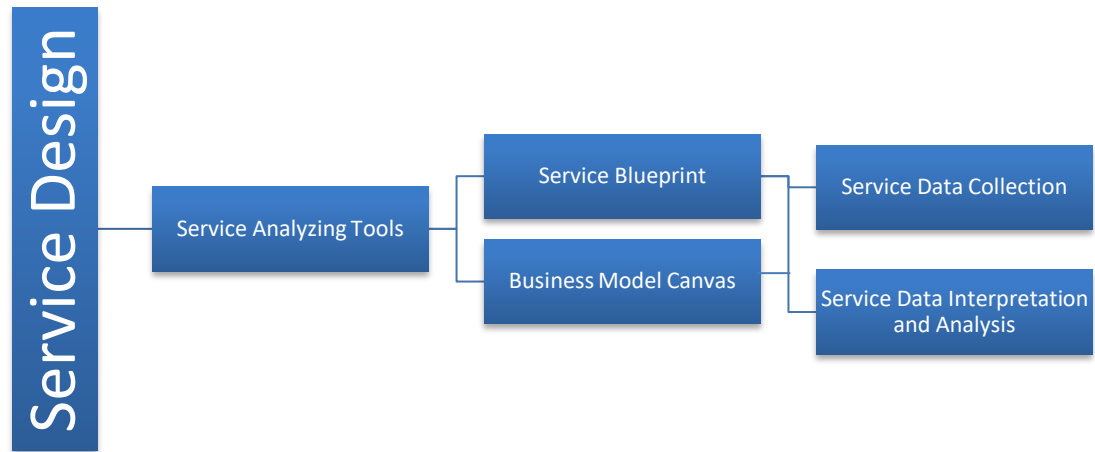 Service Design
Service Analyzing Tools
Service Blueprint
Business Model Canvas
Service Data Collection
Service Data Interpretation
and Analysis